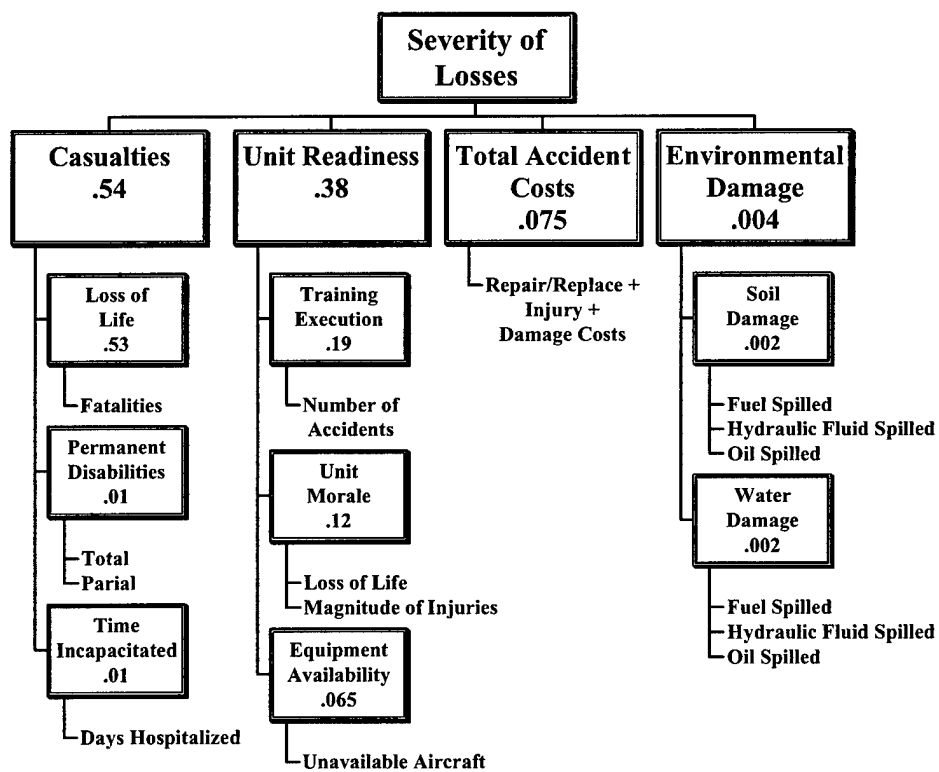 Severity of
Losses
Casualties
.54
Unit Readiness
.38
Total Accident
Costs
.075
Environmental
Damage
.004
Loss of
Life
.53
Fatalities
Permanent
Disabilities
.01
Total
Parial
Time
Incapacitated
.01
Days Hospitalized
Training
Execution
.19
Number of
Accidents
Unit
Morale
.12
Loss of Life
Magnitude of Injuries
Equipment
Availability
.065
Unavailable Aircraft
Repair/Replace +
Injury +
Damage Costs
Soil
Damage
.002
Fuel Spilled
Hydraulic Fluid Spilled
Oil Spilled
Water
Damage
.002
Fuel Spilled
Hydraulic Fluid Spilled
Oil Spilled